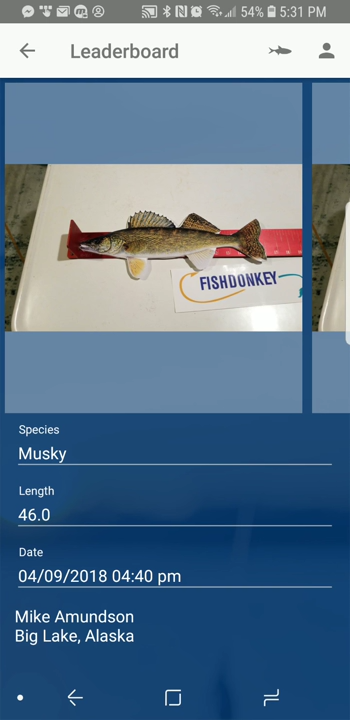 54% 5:31 PM
Leaderboard
FISHDONKEY
Species
Musky
Length
46.0
Date
04/09/2018 04:40 pm
Mike Amundson
Big Lake, Alaska